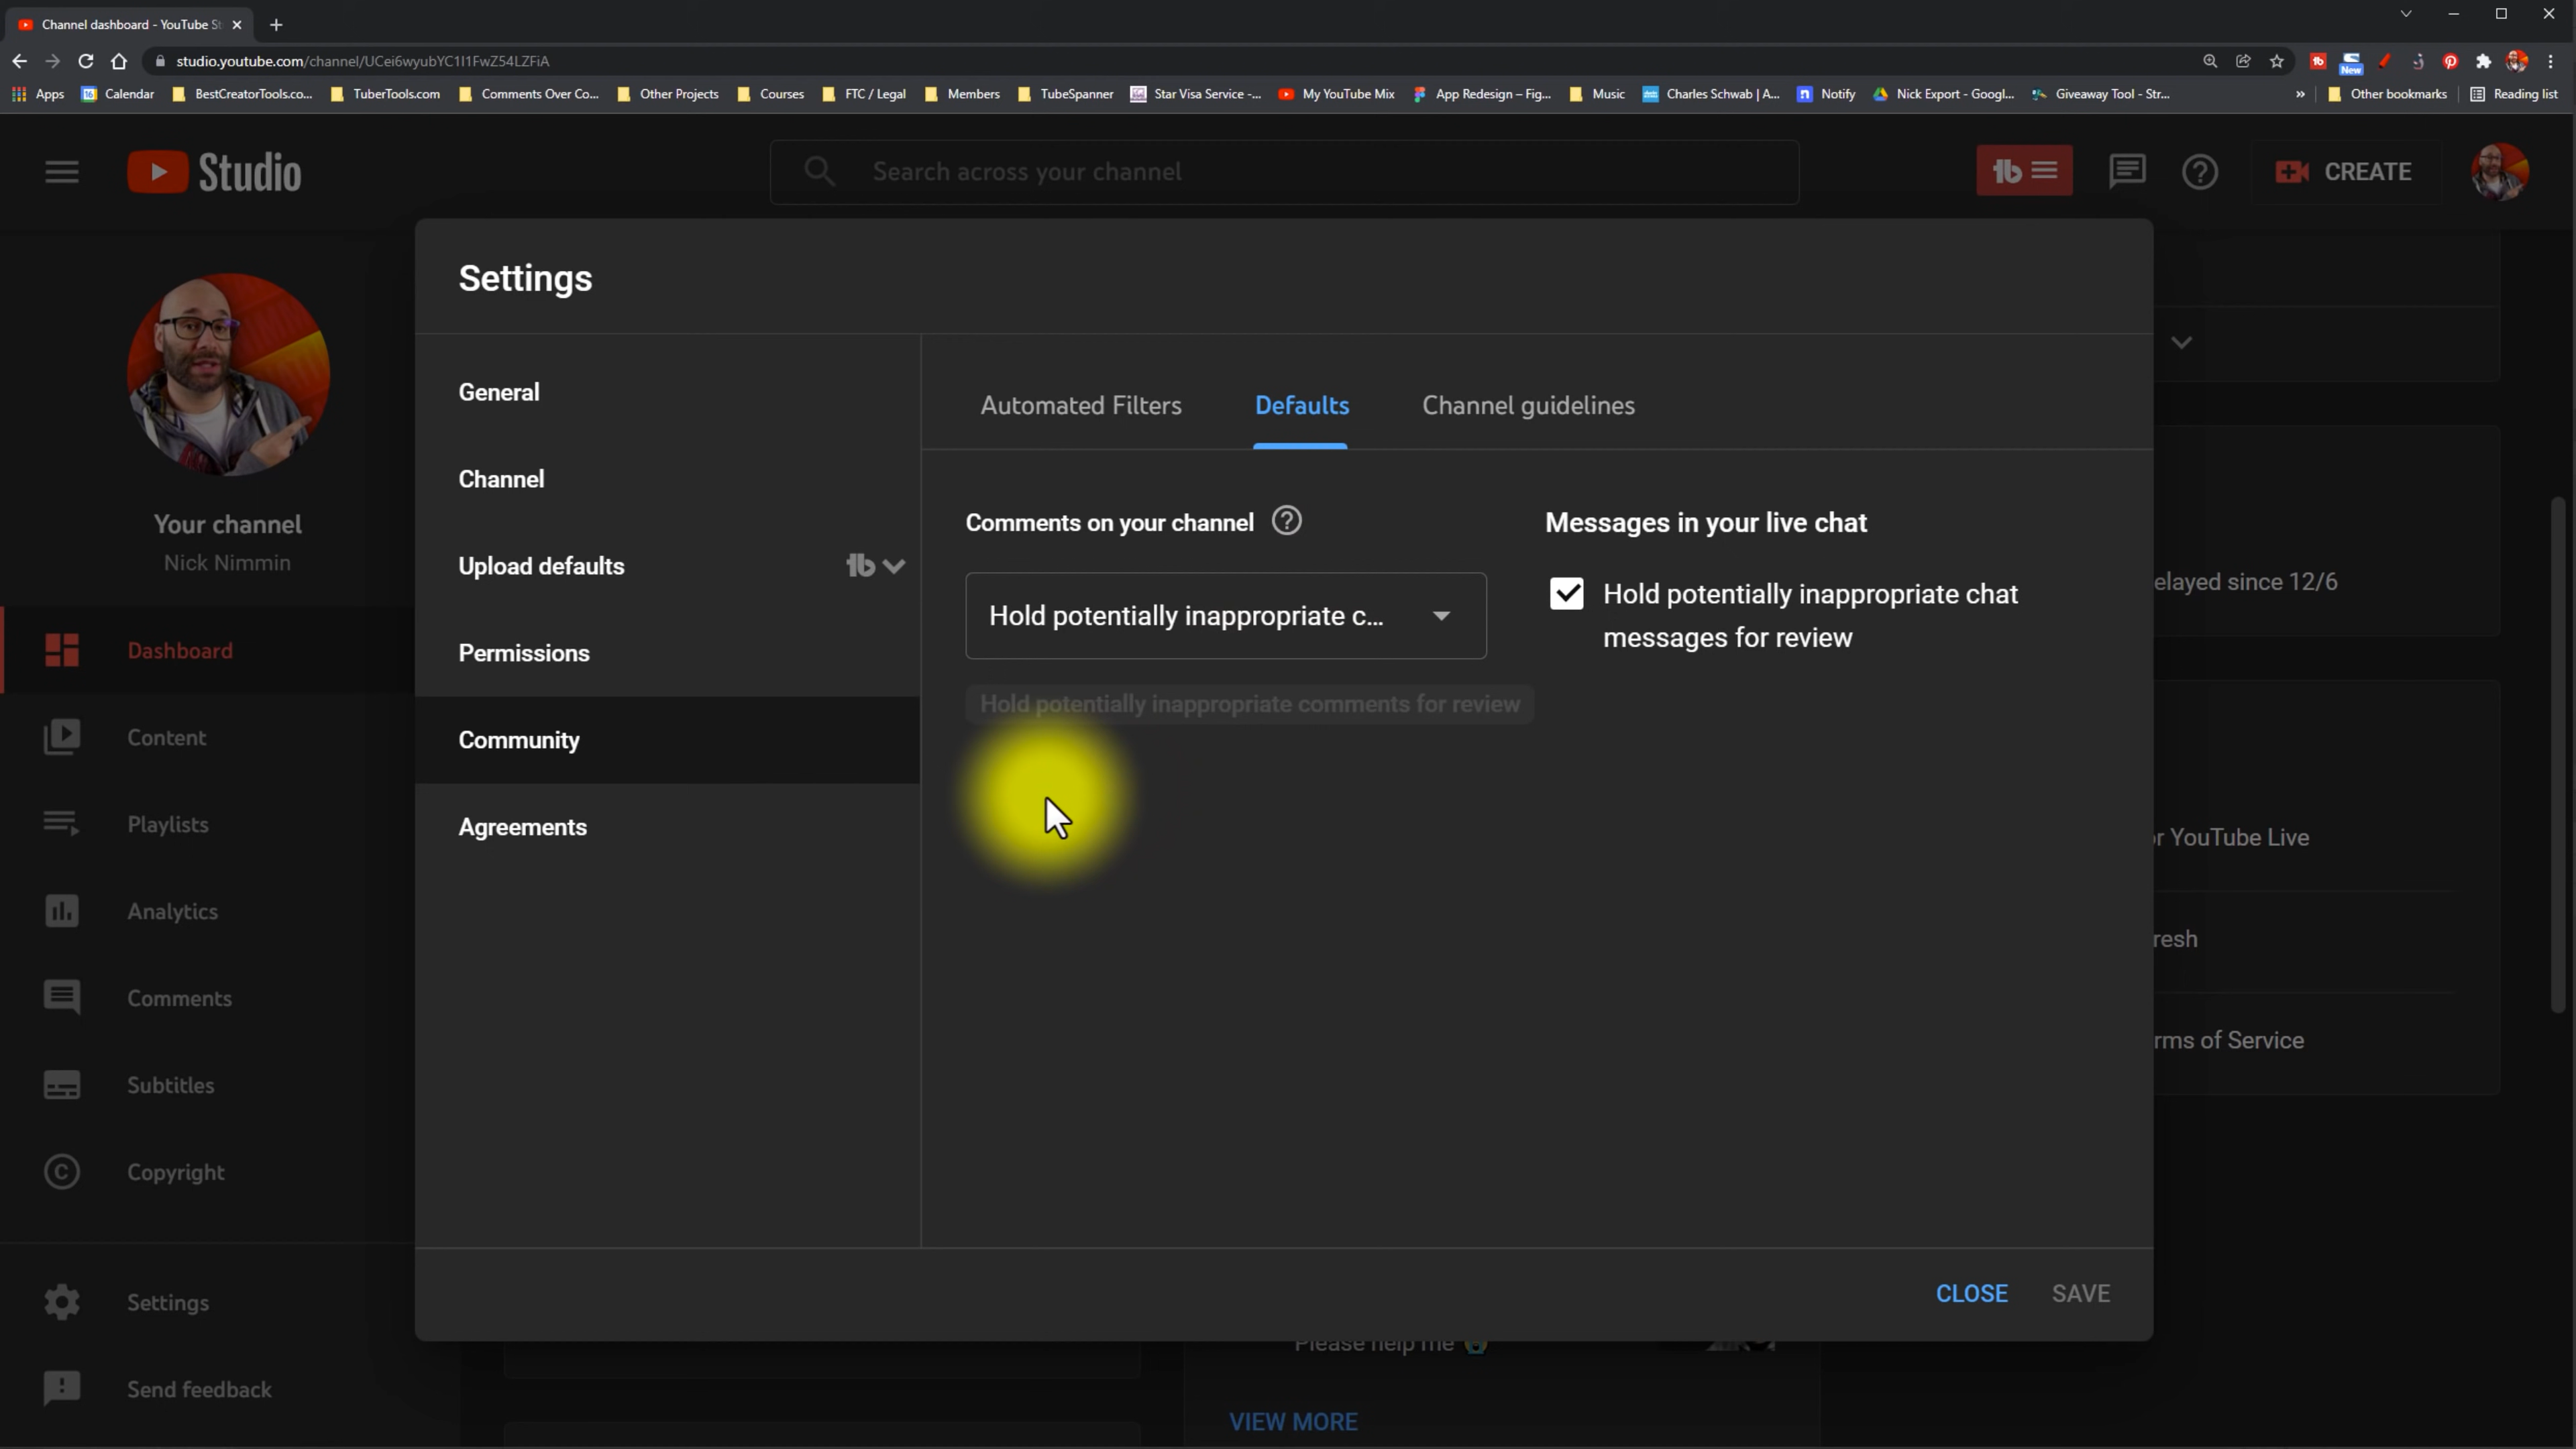 Channel dashboard - YouTube St
studio.youtube.com/channel/UCei6wyubYC1I1FwZ54LZFiA
New
Apps
16
Calendar
BestCreatorTools.co...
TuberTools.com
Comments Over Co...
Other Projects
Courses
FTC / Legal
Members
TubeSpanner
Star Visa Service -...
My YouTube Mix
App Redesign – Fig...
Music
Charles Schwab | A...
Notify
Nick Export - Googl...
Giveaway Tool - Str...
»
Other bookmarks
Reading list
Studio
Search across your channel
CREATE
Settings
General
Automated Filters
Defaults
Channel guidelines
Channel
Your channel
Nick Nimmin
Comments on your channel
Messages in your live chat
Upload defaults
Hold potentially inappropriate c...
Hold potentially inappropriate chat
messages for review
elayed since 12/6
Permissions
Hold potentially inappropriate comments for review
Dashboard
Content
Community
Playlists
Agreements
r YouTube Live
Analytics
resh
Comments
rms of Service
Subtitles
Copyright
Settings
CLOSE
SAVE
Please help me
Send feedback
VIEW MORE